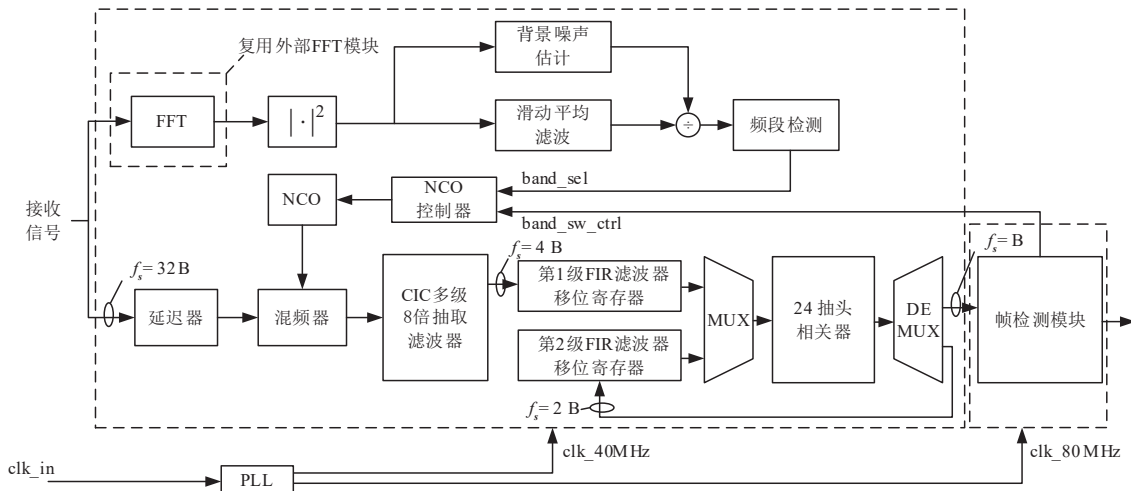 复用外部FFT模块
背景噪声
估计
FFT
|·|²
滑动平均
滤波
÷
频段检测
band_sel
NCO
NCO
控制器
band_sw_ctrl
接收
信号
fs=32B
fs=4 B
fs=B
延迟器
混频器
CIC多级
8倍抽取
滤波器
第1级FIR滤波器
移位寄存器
第2级FIR滤波器
移位寄存器
MUX
24抽头
相关器
DE
MUX
帧检测模块
fs=2 B
clk_40MHz
clk_80MHz
clk_in
PLL